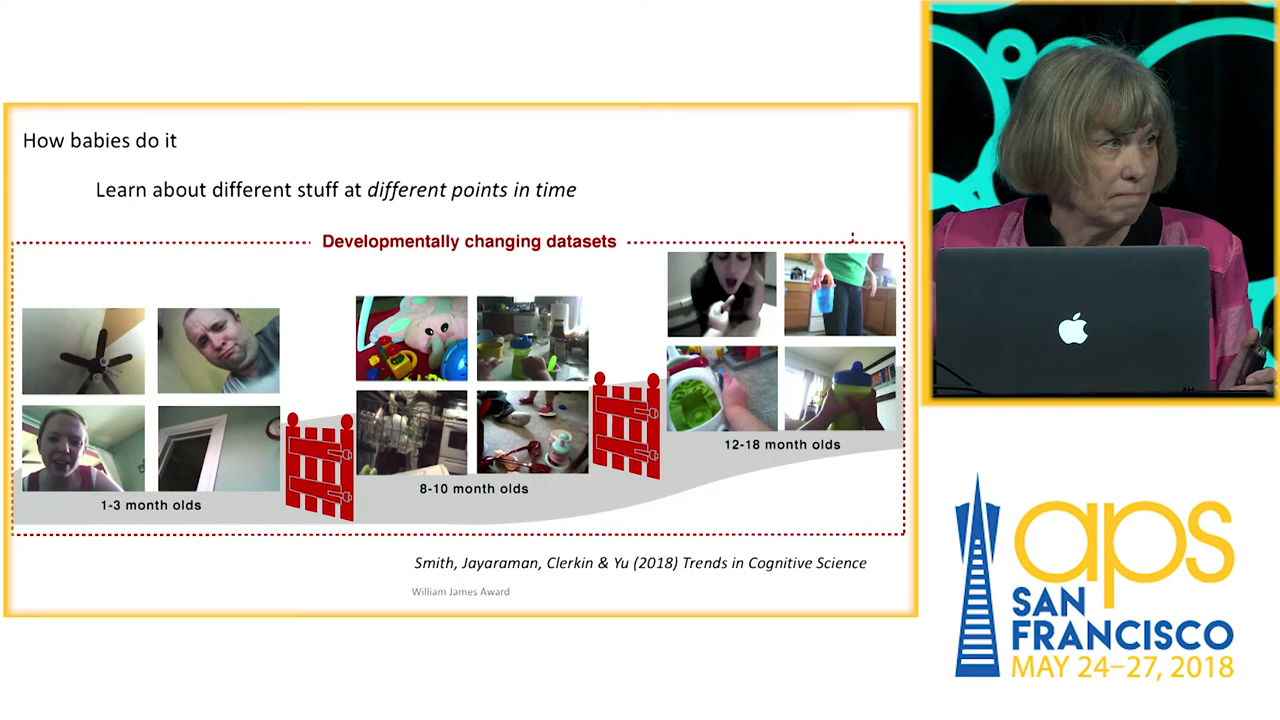 How babies do it
Learn about different stuff at different points in time
Developmentally changing datasets
1-3 month olds
8-10 month olds
12-18 month olds
Smith, Jayaraman, Clerkin & Yu (2018) Trends in Cognitive Science
William James Award
aps
SAN
FRANCISCO
MAY 24–27, 2018